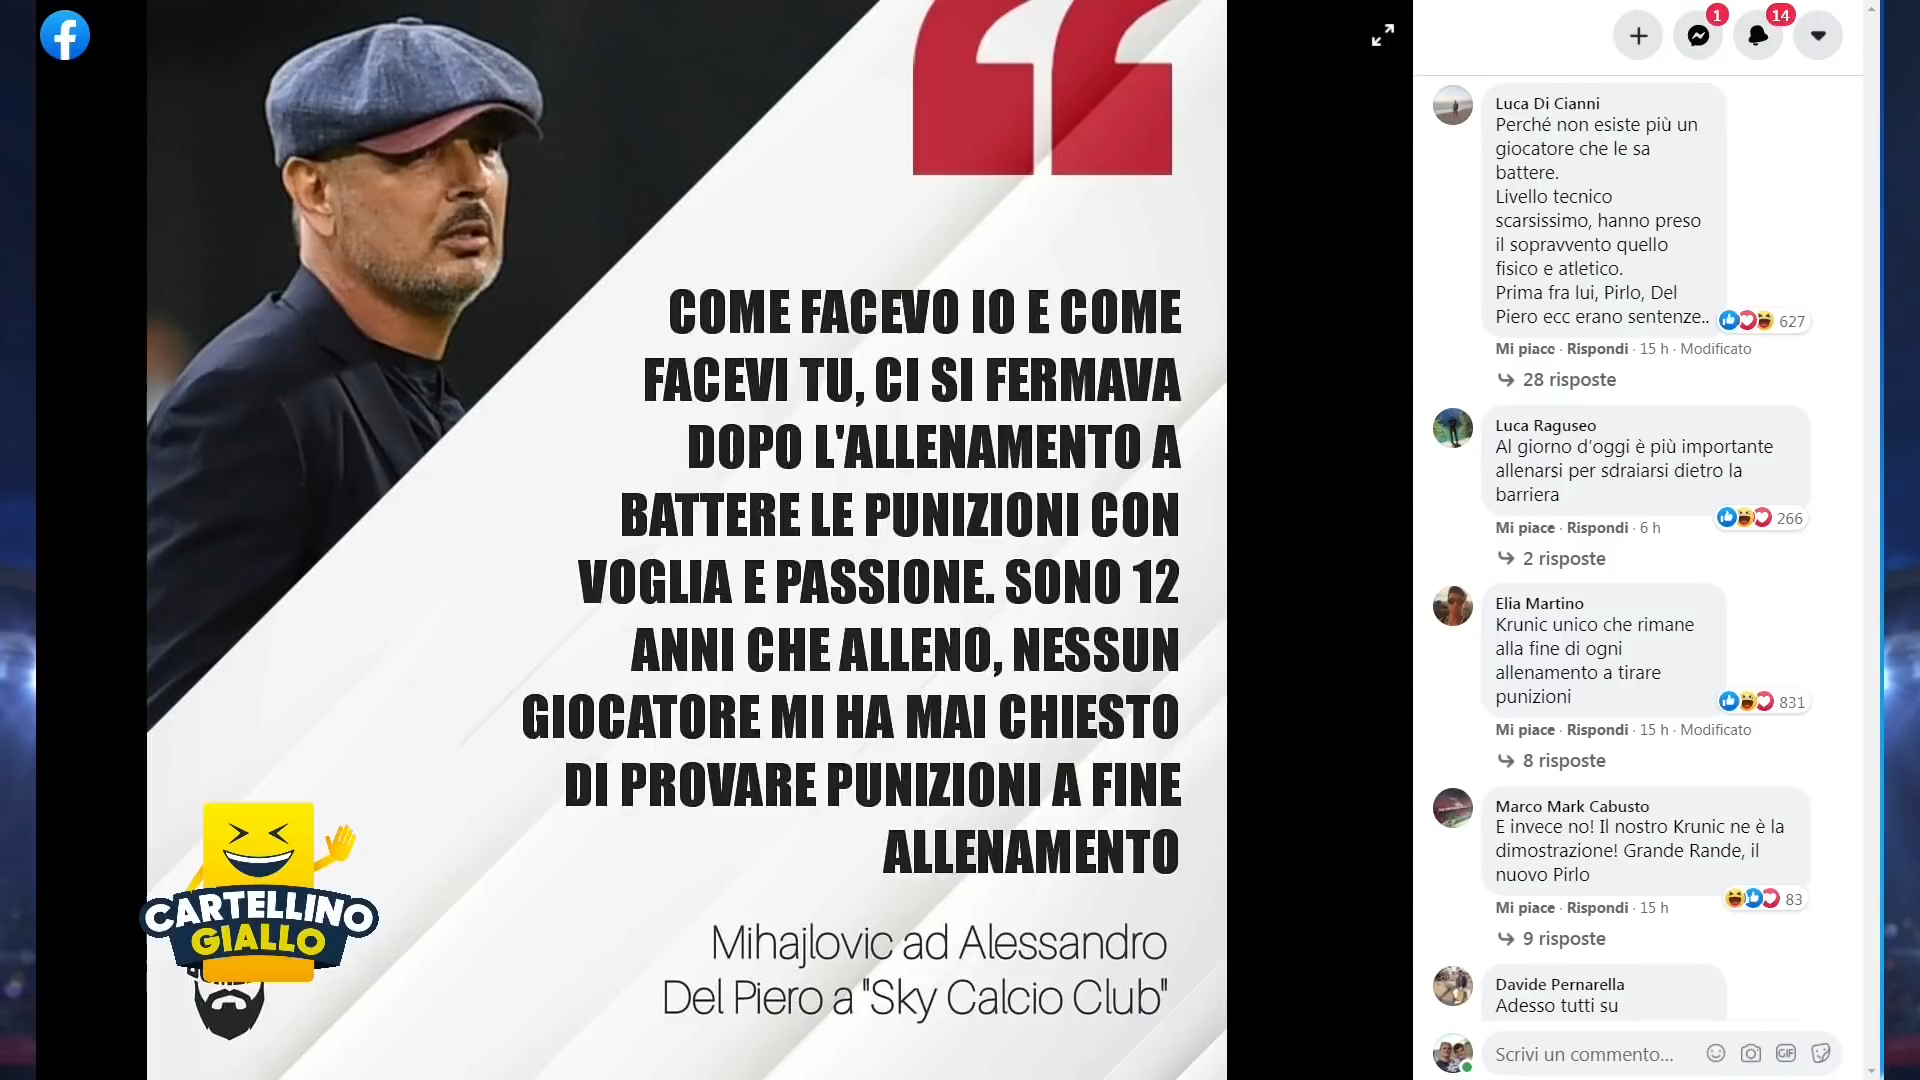 COME FACEVO IO E COME
FACEVI TU, CI SI FERMAVA
DOPO L'ALLENAMENTO A
BATTERE LE PUNIZIONI CON
VOGLIA E PASSIONE. SONO 12
ANNI CHE ALLENO, NESSUN
GIOCATORE MI HA MAI CHIESTO
DI PROVARE PUNIZIONI A FINE
ALLENAMENTO
Mihajlovic ad Alessandro
Del Piero a "Sky Calcio Club"
CARTELLINO
GIALLO
1
14
Luca Di Cianni
Perché non esiste più un
giocatore che le sa
battere.
Livello tecnico
scarsissimo, hanno preso
il sopravvento quello
fisico e atletico.
Prima fra lui, Pirlo, Del
Piero ecc erano sentenze..
627
Mi piace · Rispondi · 15 h · Modificato
28 risposte
Luca Raguseo
Al giorno d'oggi è più importante
allenarsi per sdraiarsi dietro la
barriera
266
Mi piace · Rispondi · 6 h
2 risposte
Elia Martino
Krunic unico che rimane
alla fine di ogni
allenamento a tirare
punizioni
831
Mi piace · Rispondi · 15 h · Modificato
8 risposte
Marco Mark Cabusto
E invece no! Il nostro Krunic ne è la
dimostrazione! Grande Rande, il
nuovo Pirlo
83
Mi piace · Rispondi · 15 h
9 risposte
Davide Pernarella
Adesso tutti su
Scrivi un commento...
GIF